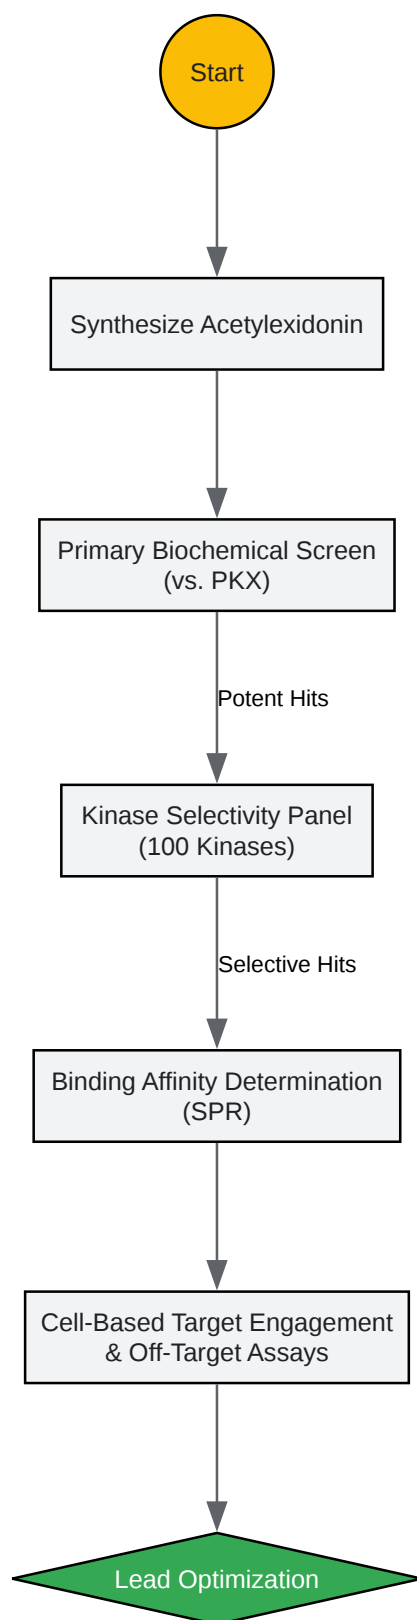 Start
Synthesize Acetylexidonin
Primary Biochemical Screen
(vs. PKX)
Potent Hits
Kinase Selectivity Panel
(100 Kinases)
Selective Hits
Binding Affinity Determination
(SPR)
Cell-Based Target Engagement
& Off-Target Assays
Lead Optimization